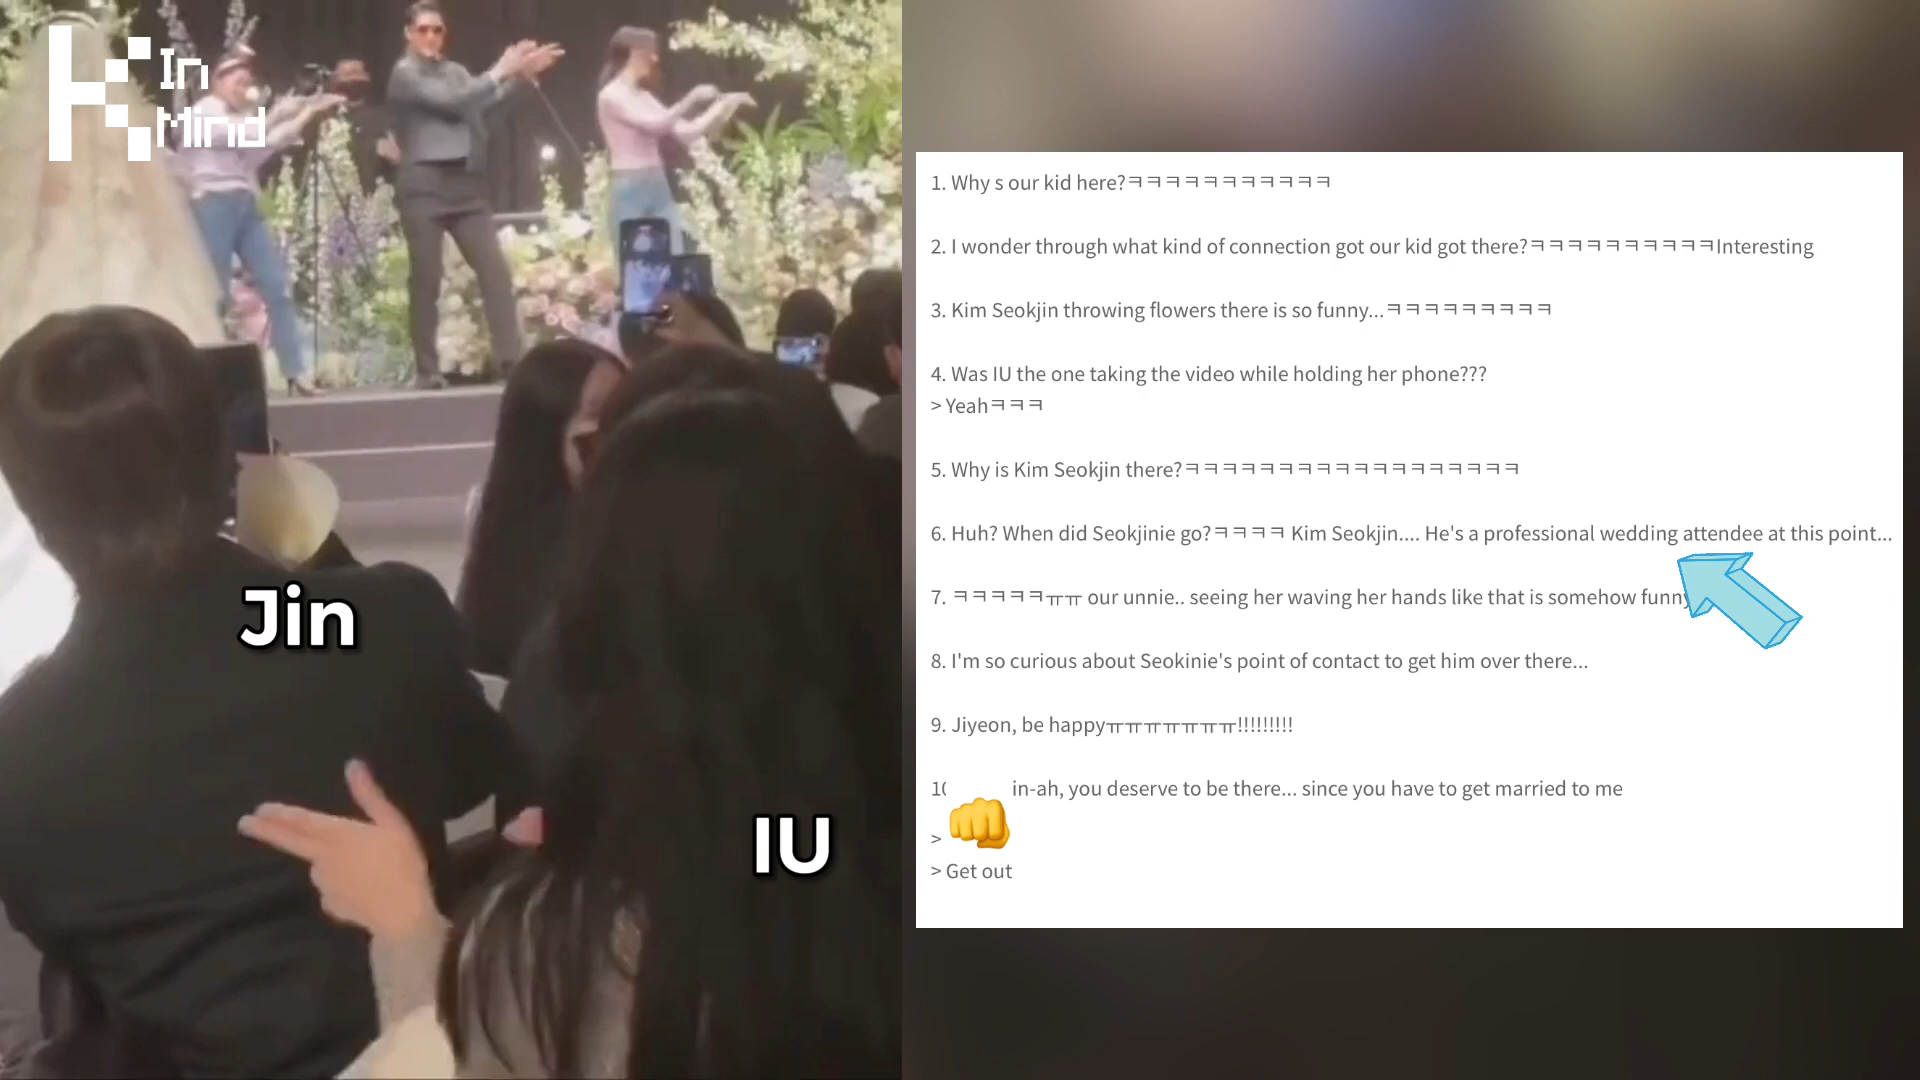 K In
Mind
Jin
IU
1. Why s our kid here?ㅋㅋㅋㅋㅋㅋㅋㅋㅋㅋㅋ
2. I wonder through what kind of connection got our kid got there?ㅋㅋㅋㅋㅋㅋㅋㅋㅋㅋInteresting
3. Kim Seokjin throwing flowers there is so funny...ㅋㅋㅋㅋㅋㅋㅋㅋㅋ
4. Was IU the one taking the video while holding her phone???
> Yeahㅋㅋㅋ
5. Why is Kim Seokjin there?ㅋㅋㅋㅋㅋㅋㅋㅋㅋㅋㅋㅋㅋㅋㅋㅋㅋㅋ
6. Huh? When did Seokjinie go?ㅋㅋㅋㅋ Kim Seokjin.... He's a professional wedding attendee at this point...
7. ㅋㅋㅋㅋㅋㅠㅠ our unnie.. seeing her waving her hands like that is somehow funny
8. I'm so curious about Seokinie's point of contact to get him over there...
9. Jiyeon, be happyㅠㅠㅠㅠㅠㅠㅠ!!!!!!!!!
10 in-ah, you deserve to be there... since you have to get married to me
>
> Get out